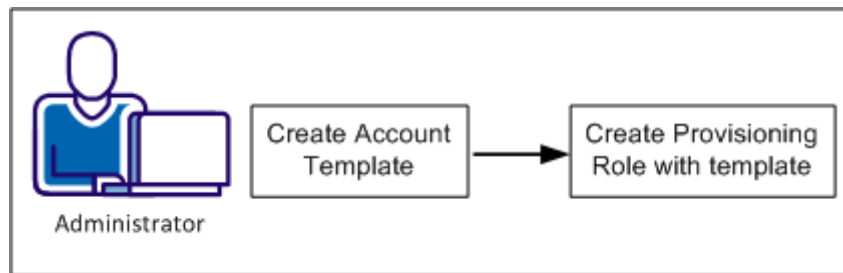 Create Account
Template
Create Provisioning
Role with template
Administrator